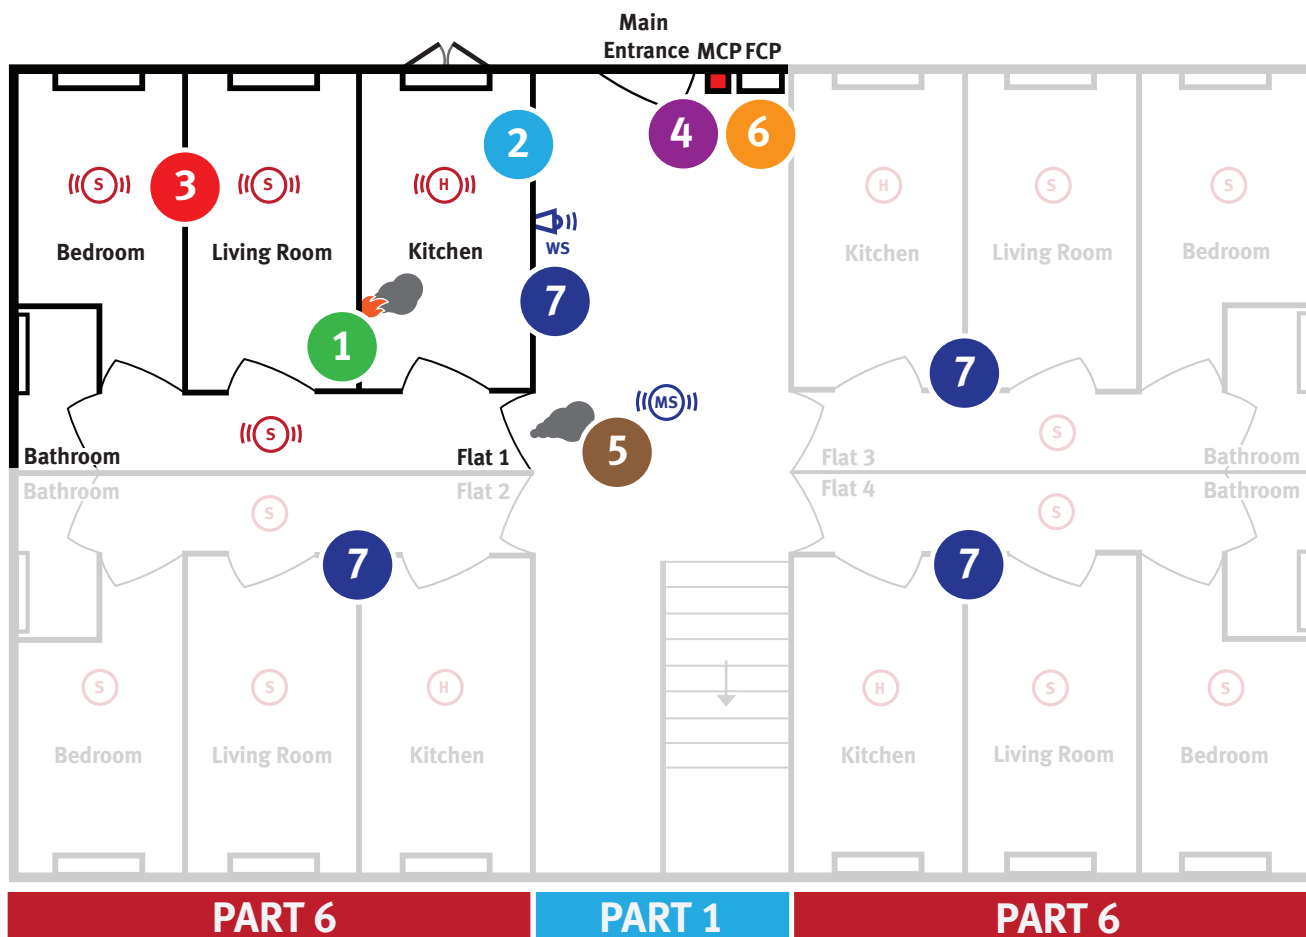 Main
Entrance MCP FCP
2
4
6
S
3
S
H
H
S
S
WS
Bedroom
Living Room
Kitchen
Kitchen
Living Room
Bedroom
7
1
7
MS
S
5
S
Bathroom
Flat 1
Flat 3
Bathroom
Bathroom
Flat 2
Flat 4
Bathroom
S
S
7
7
S
S
H
H
S
S
Bedroom
Living Room
Kitchen
Kitchen
Living Room
Bedroom
PART 6
PART 1
PART 6